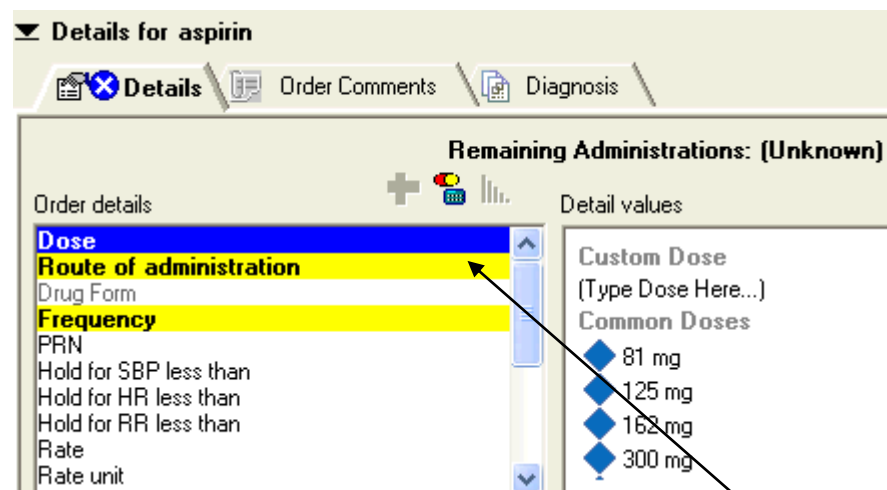 Details for aspirin
Details
Order Comments
Diagnosis
Remaining Administrations: (Unknown)
Order details
Dose
Route of administration
Drug Form
Frequency
PRN
Hold for SBP less than
Hold for HR less than
Hold for RR less than
Rate
Rate unit
Detail values
Custom Dose
(Type Dose Here...)
Common Doses
81 mg
125 mg
162 mg
300 mg